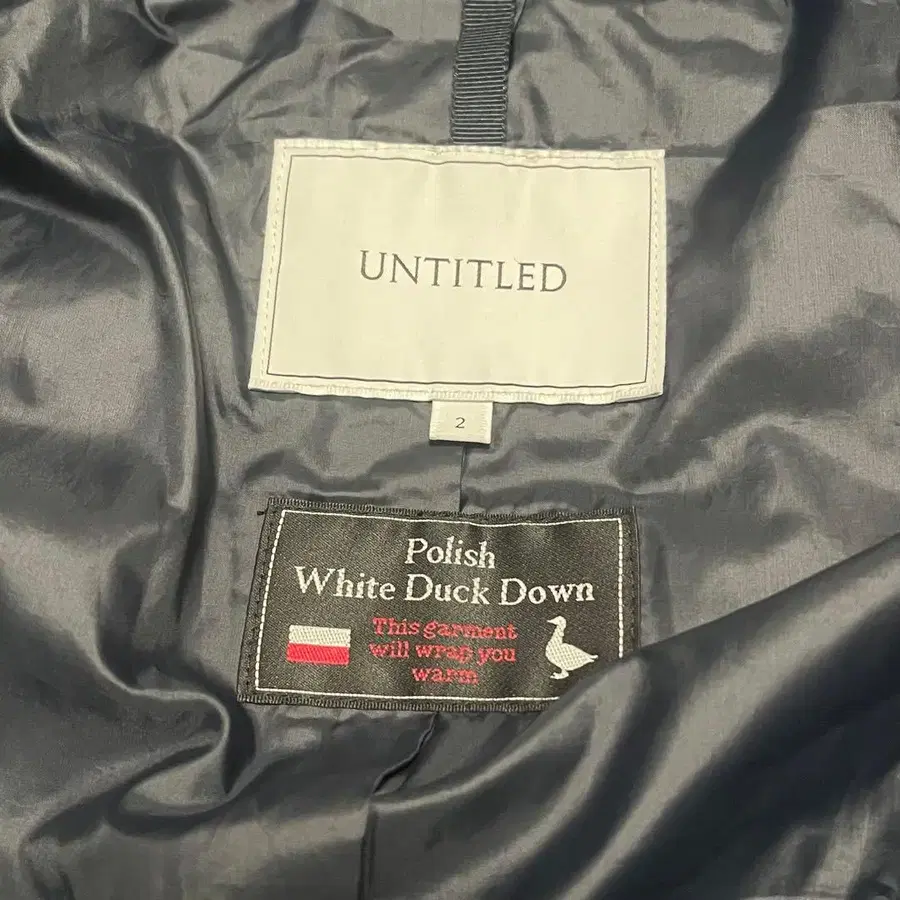 UNTITLED
2
Polish
White Duck Down
This garment
will wrap you
warm